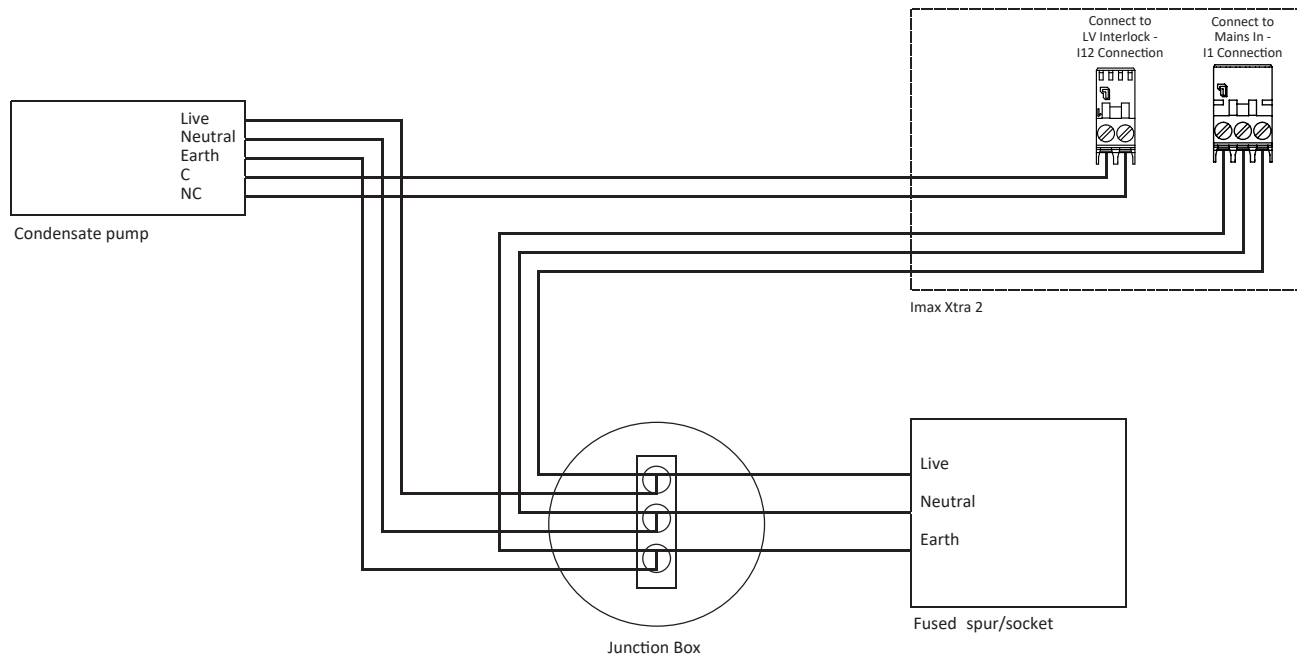 Connect to
LV Interlock -
I12 Connection
Connect to
Mains In -
I1 Connection
Live
Neutral
Earth
C
NC
Condensate pump
Imax Xtra 2
Live
Neutral
Earth
Fused spur/socket
Junction Box